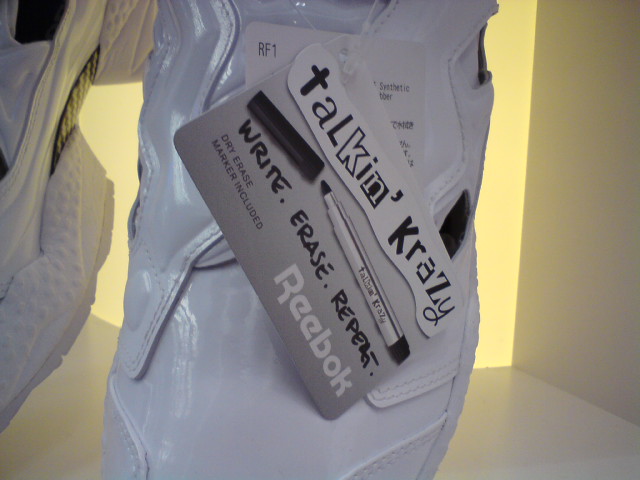 RF1
Synthetic
talkin' Krazy
DRY ERASE
MARKER INCLUDED
WRITE. ERASE. REPEAT.
talkin' Krazy
Reebok